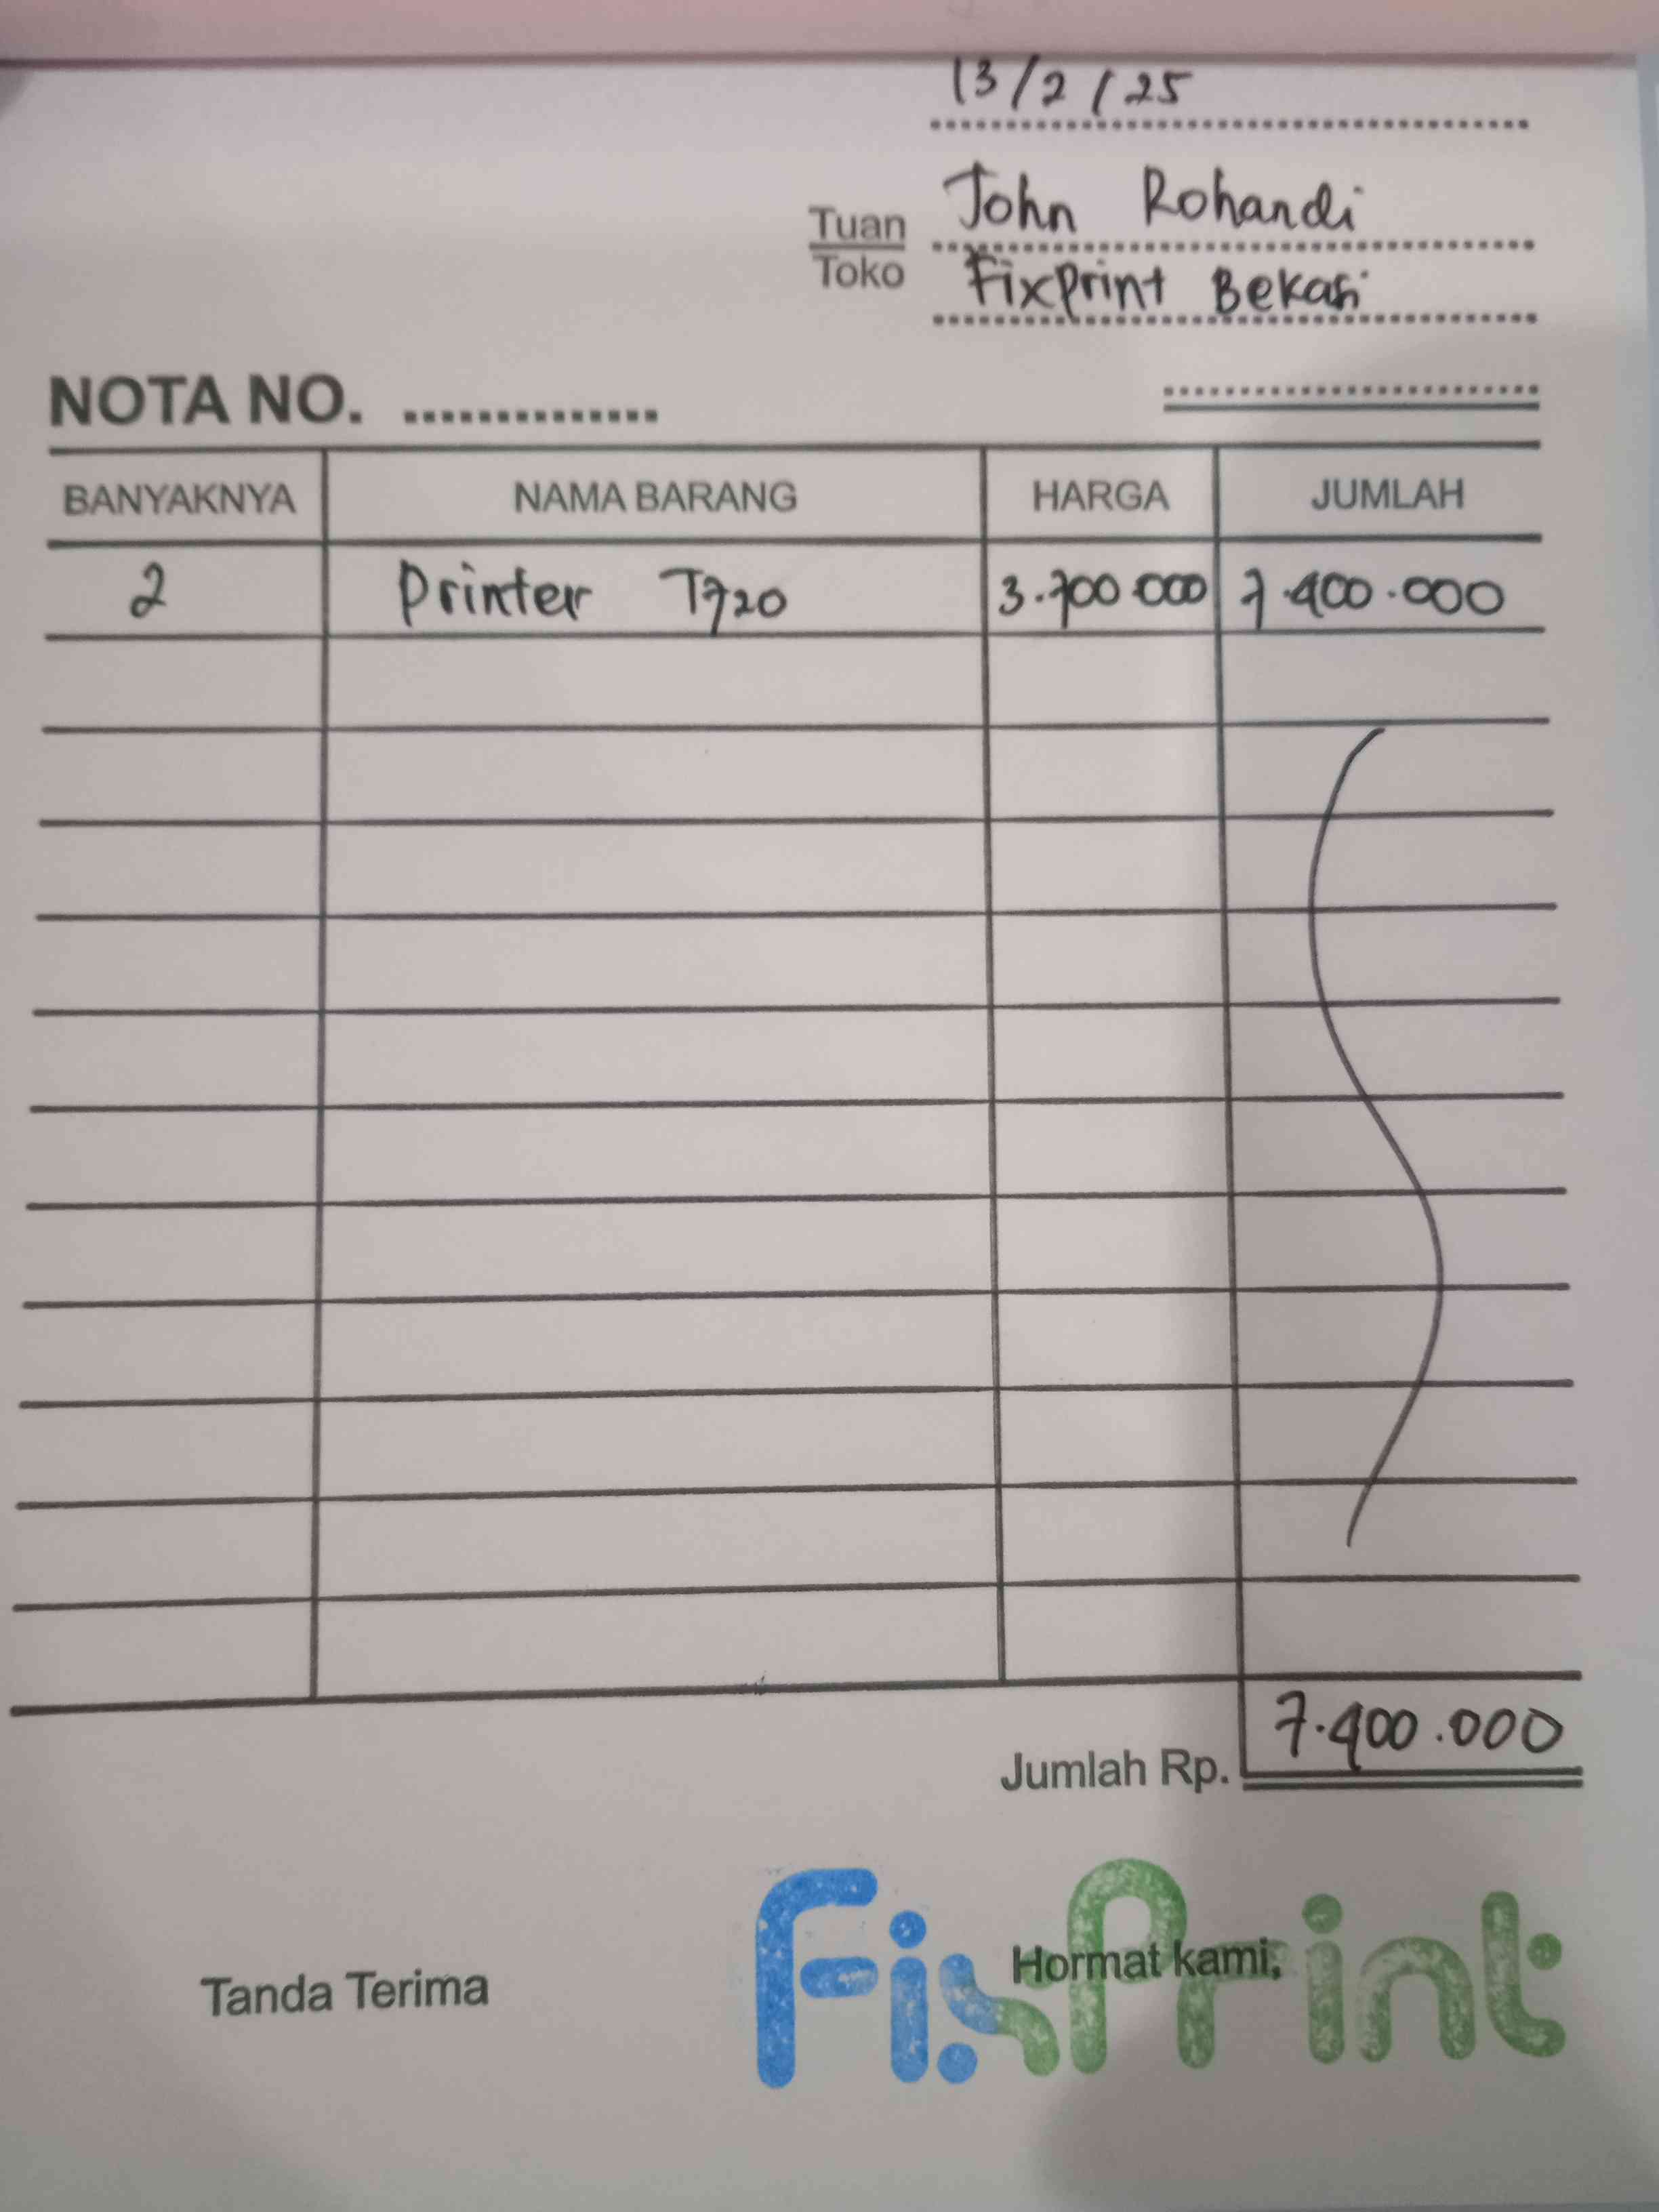 13/2/25
Tuan John Rohandi
Toko FixPrint Bekasi
NOTA NO. ..............
BANYAKNYA NAMA BARANG HARGA JUMLAH
2 Printer T720 3.700.000 7.400.000
Jumlah Rp. 7.400.000
Tanda Terima Hormat kami,
FixPrint